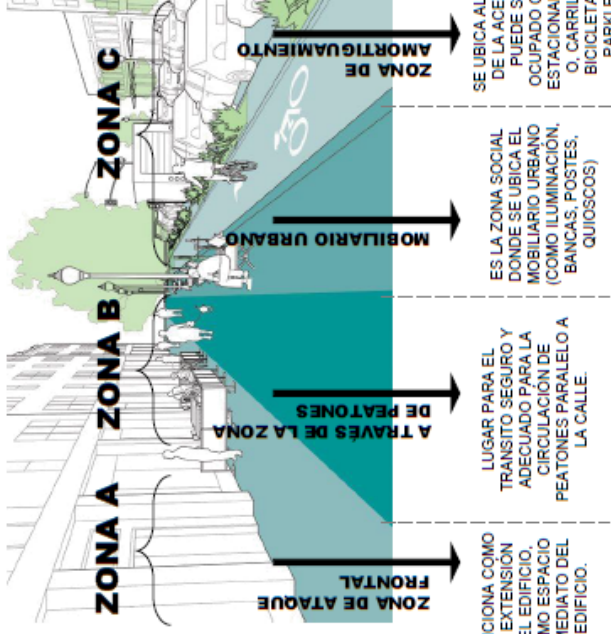 ZONA A
ZONA B
ZONA C
ZONA DE ATAQUE
FRONTAL
A TRAVÉS DE LA ZONA
DE PEATONES
MOBILIARIO URBANO
ZONA DE
AMORTIGUAMIENTO
CIONA COMO
EXTENSIÓN
EL EDIFICIO,
MO ESPACIO
MEDIATO DEL
EDIFICIO.
LUGAR PARA EL
TRANSITO SEGURO Y
ADECUADO PARA LA
CIRCULACIÓN DE
PEATONES PARALELO A
LA CALLE.
ES LA ZONA SOCIAL
DONDE SE UBICA EL
MOBILIARIO URBANO
(COMO ILUMINACIÓN,
BANCAS, POSTES,
QUIOSCOS)
SE UBICA AL
DE LA ACE
PUEDE S
OCUPADO
ESTACIONA
O, CARRIL
BICICLETA
PARKLE